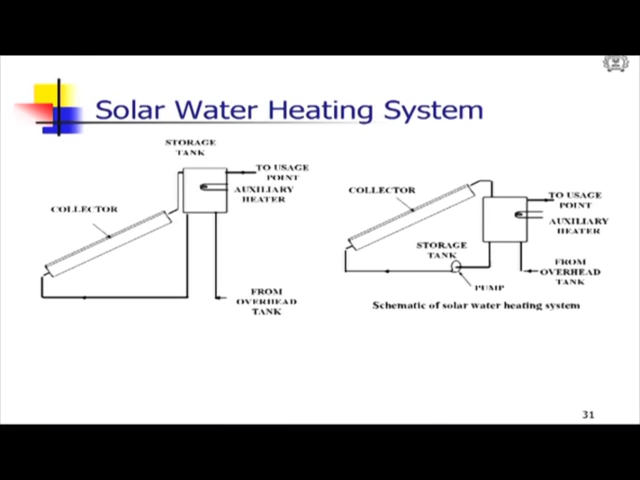 Solar Water Heating System
STORAGE
TANK
TO USAGE
POINT
AUXILIARY
HEATER
COLLECTOR
FROM
OVERHEAD
TANK
COLLECTOR
TO USAGE
POINT
AUXILIARY
HEATER
STORAGE
TANK
FROM
OVERHEAD
TANK
PUMP
Schematic of solar water heating system
31